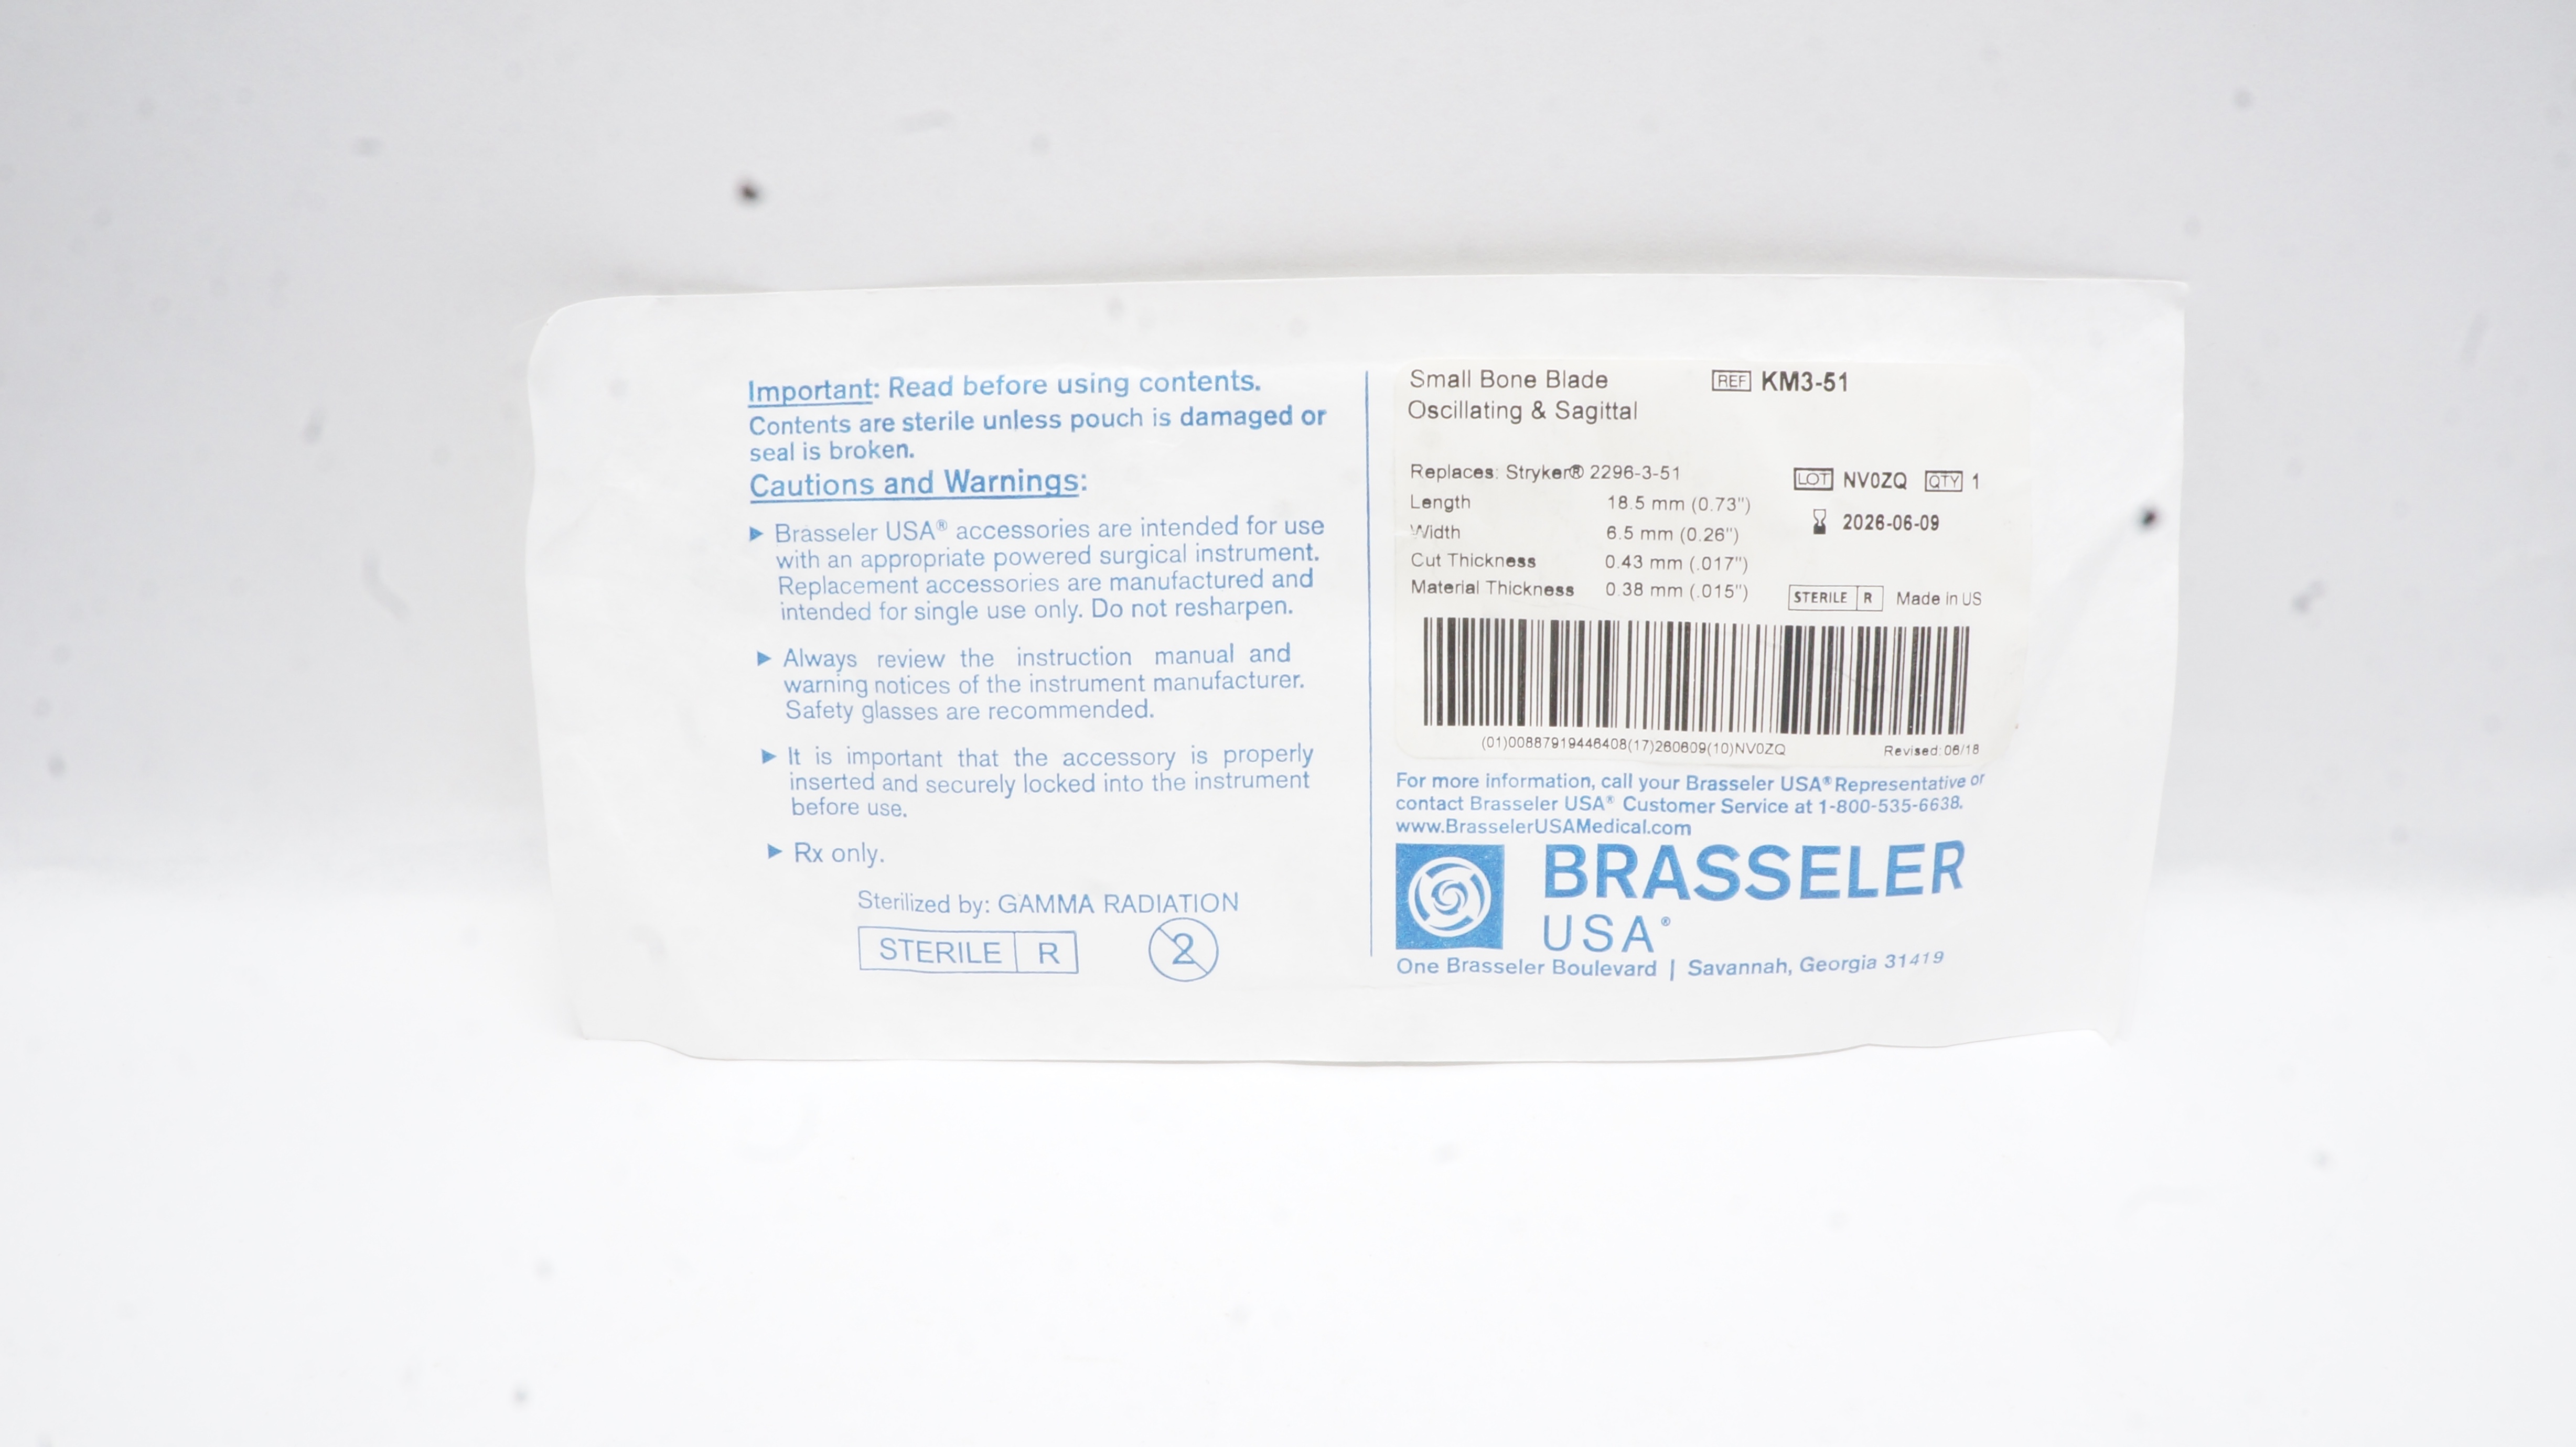 Important: Read before using contents.
Contents are sterile unless pouch is damaged or
seal is broken.
Cautions and Warnings:
▶ Brasseler USA® accessories are intended for use
with an appropriate powered surgical instrument.
Replacement accessories are manufactured and
intended for single use only. Do not resharpen.
▶ Always review the instruction manual and
warning notices of the instrument manufacturer.
Safety glasses are recommended.
▶ It is important that the accessory is properly
inserted and securely locked into the instrument
before use.
▶ Rx only.
Sterilized by: GAMMA RADIATION
STERILE R 2
Small Bone Blade REF KM3-51
Oscillating & Sagittal
Replaces: Stryker® 2296-3-51
LOT NV0ZQ QTY 1
Length 18.5 mm (0.73")
2026-06-09
Width 6.5 mm (0.26")
Cut Thickness 0.43 mm (.017")
Material Thickness 0.38 mm (.015")
STERILE R Made in US
(01)00887919446408(17)260609(10)NV0ZQ
Revised: 06/18
For more information, call your Brasseler USA® Representative or
contact Brasseler USA® Customer Service at 1-800-535-6638.
www.BrasselerUSAMedical.com
BRASSELER
USA®
One Brasseler Boulevard | Savannah, Georgia 31419